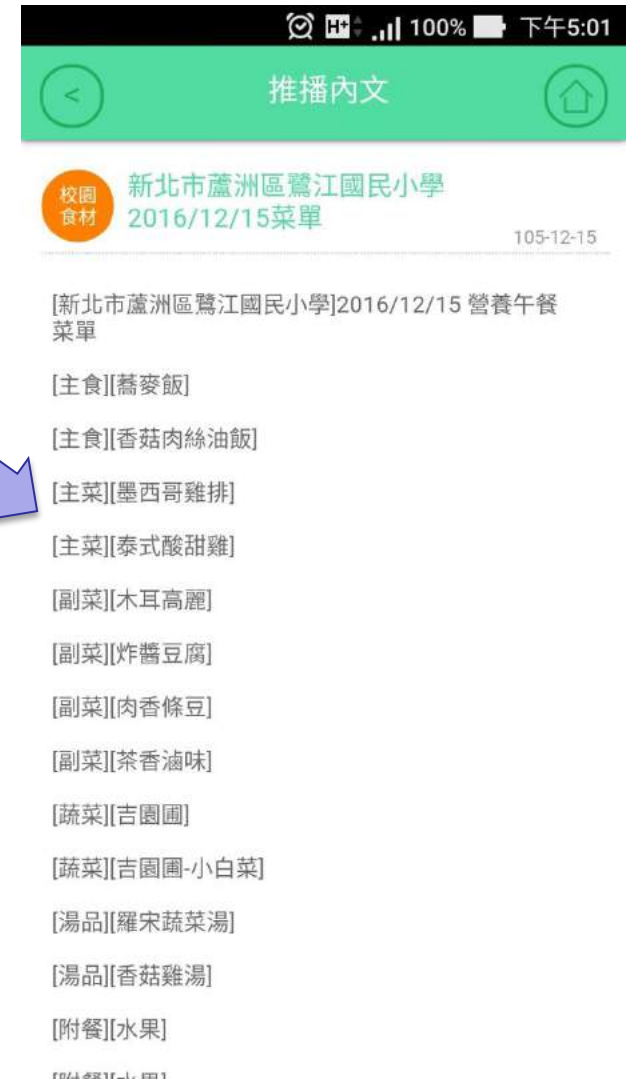 H+ 100% 下午5:01
< 推播內文
校園
食材
新北市蘆洲區鷺江國民小學
2016/12/15菜單
105-12-15
[新北市蘆洲區鷺江國民小學]2016/12/15 營養午餐
菜單
[主食][蕎麥飯]
[主食][香菇肉絲油飯]
[主菜][墨西哥雞排]
[主菜][泰式酸甜雞]
[副菜][木耳高麗]
[副菜][炸醬豆腐]
[副菜][肉香條豆]
[副菜][茶香滷味]
[蔬菜][吉園圃]
[蔬菜][吉園圃-小白菜]
[湯品][羅宋蔬菜湯]
[湯品][香菇雞湯]
[附餐][水果]